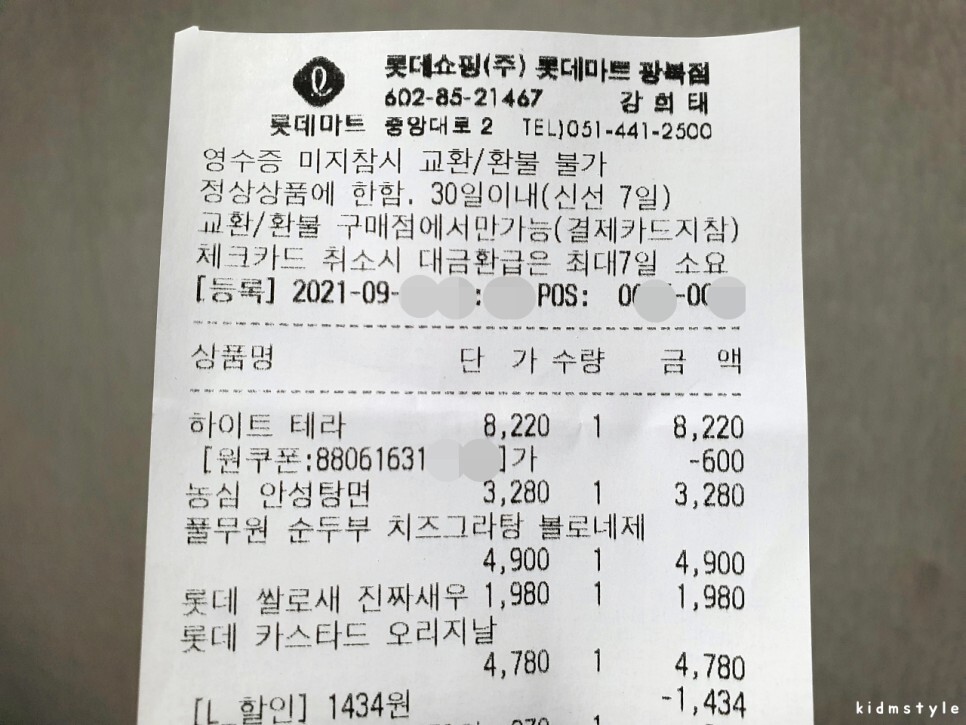 롯데쇼핑(주) 롯데마트 광복점
602-85-21467 강 희 태
롯데마트 중앙대로 2 TEL)051-441-2500
영수증 미지참시 교환/환불 불가
정상상품에 한함. 30일이내(신선 7일)
교환/환불 구매점에서만가능(결제카드지참)
체크카드 취소시 대금환급은 최대7일 소요
[등록] 2021-09- : POS:
상품명 단 가 수량 금 액
하이트 테라 8,220 1 8,220
[원쿠폰:88061631 ]가 -600
농심 안성탕면 3,280 1 3,280
풀무원 순두부 치즈그라탕 볼로네제
4,900 1 4,900
롯데 쌀로새 진짜새우 1,980 1 1,980
롯데 카스타드 오리지날
4,780 1 4,780
[L_할인] 1434원 -1,434
kidmstyle